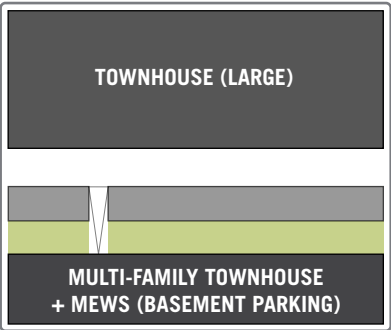 TOWNHOUSE (LARGE)
MULTI-FAMILY TOWNHOUSE
+ MEWS (BASEMENT PARKING)